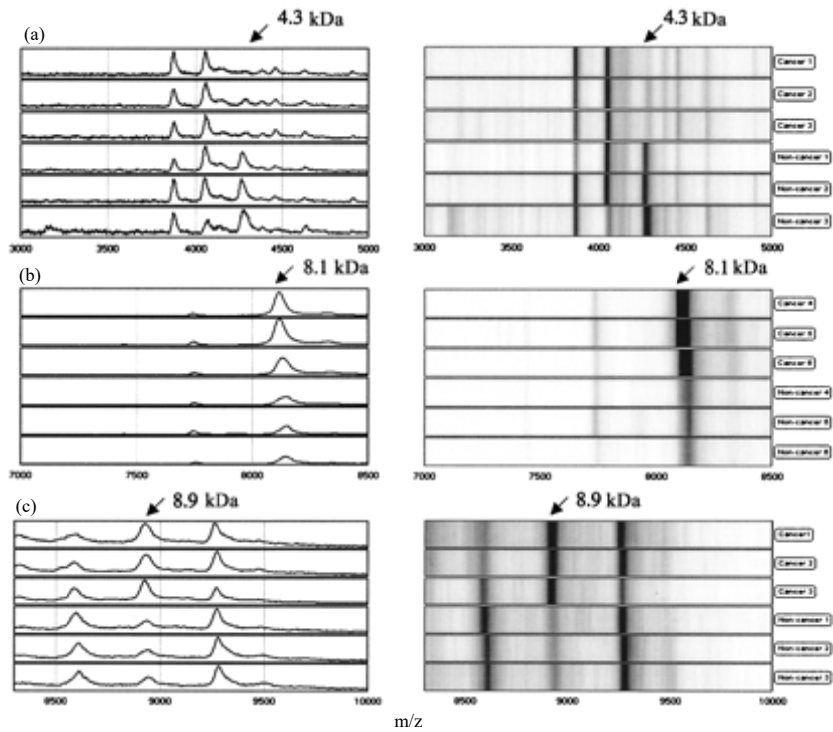 (a)
4.3 kDa
4.3 kDa
Cancer 1
Cancer 2
Cancer 3
Non-cancer 1
Non-cancer 2
Non-cancer 3
3000 3500 4000 4500 5000
3000 3500 4000 4500 5000
(b)
8.1 kDa
8.1 kDa
Cancer 4
Cancer 5
Cancer 6
Non-cancer 4
Non-cancer 5
Non-cancer 6
7000 7500 8000 8500
7000 7500 8000 8500
(c)
8.9 kDa
8.9 kDa
Cancer 1
Cancer 2
Cancer 3
Non-cancer 1
Non-cancer 2
Non-cancer 3
8500 9000 9500 10000
8500 9000 9500 10000
m/z